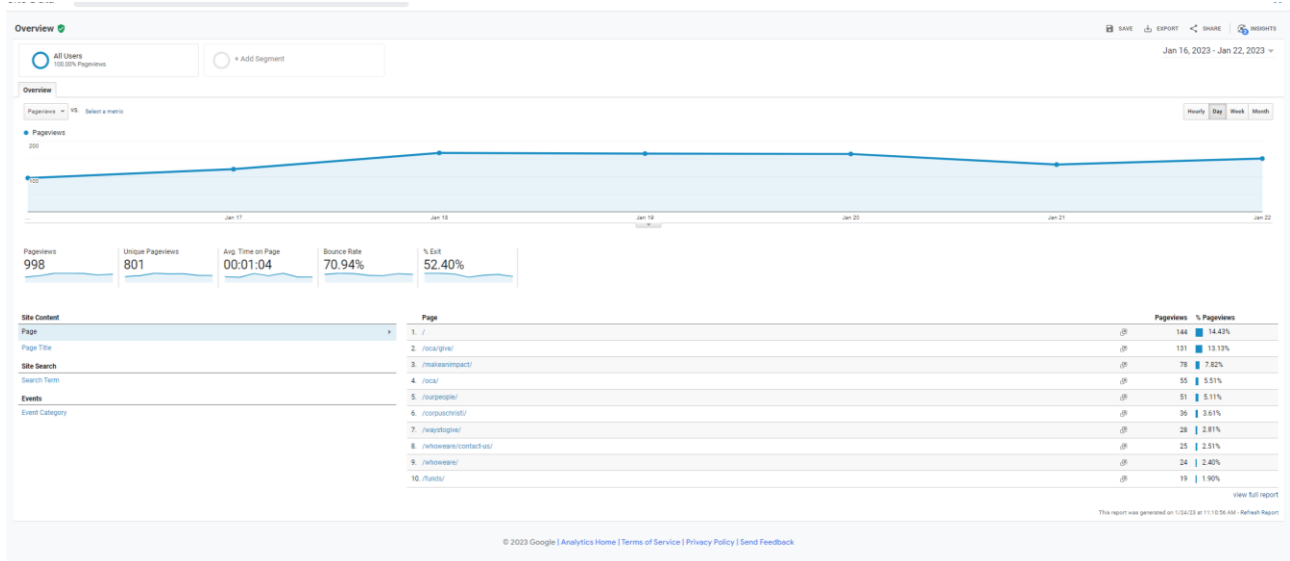 Overview
SAVE EXPORT SHARE INSIGHTS
All Users
100.00% Pageviews
+ Add Segment
Jan 16, 2023 - Jan 22, 2023
Overview
Pageviews VS. Select a metric
Hourly Day Week Month
Pageviews
200
100
... Jan 17 Jan 18 Jan 19 Jan 20 Jan 21 Jan 22
Pageviews Unique Pageviews Avg. Time on Page Bounce Rate % Exit
998 801 00:01:04 70.94% 52.40%
Site Content
Page
Page Title
Site Search
Search Term
Events
Event Category
Page Pageviews % Pageviews
1. / 144 14.43%
2. /oca/give/ 131 13.13%
3. /makeanimpact/ 78 7.82%
4. /oca/ 55 5.51%
5. /ourpeople/ 51 5.11%
6. /corpuschristi/ 36 3.61%
7. /waystogive/ 28 2.81%
8. /whoweare/contact-us/ 25 2.51%
9. /whoweare/ 24 2.40%
10. /funds/ 19 1.90%
view full report
This report was generated on 1/24/23 at 11:10:56 AM - Refresh Report
© 2023 Google | Analytics Home | Terms of Service | Privacy Policy | Send Feedback